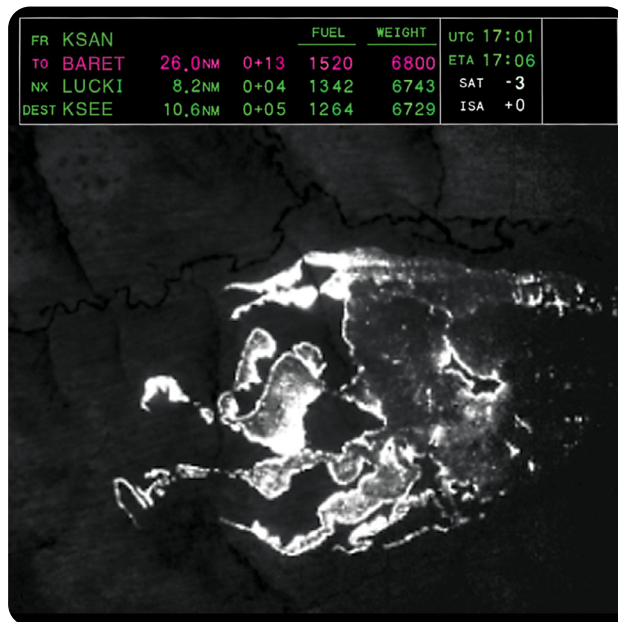 FUEL WEIGHT UTC 17:01
FR KSAN ETA 17:06
TO BARET 26.0NM 0+13 1520 6800 SAT -3
NX LUCKI 8.2NM 0+04 1342 6743 ISA +0
DEST KSEE 10.6NM 0+05 1264 6729